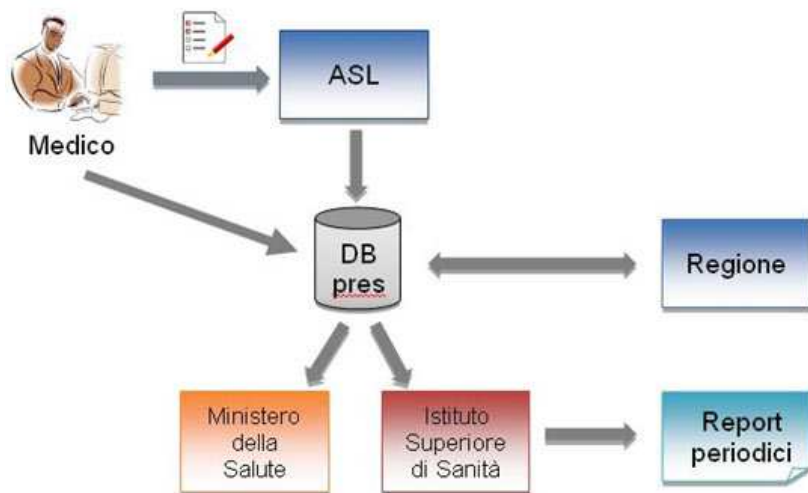 ASL
Medico
DB
pres
Regione
Ministero
della
Salute
Istituto
Superiore
di Sanità
Report
periodici